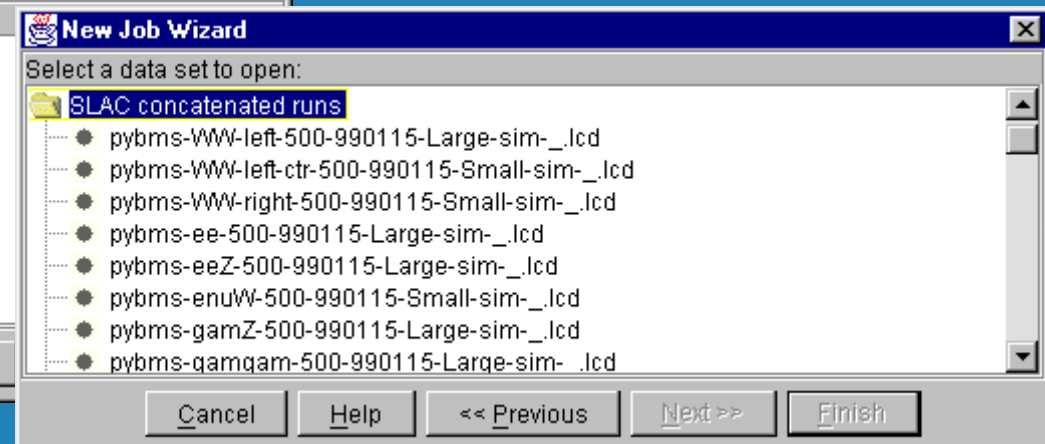 New Job Wizard
Select a data set to open:
SLAC concatenated runs
pybms-WW-left-500-990115-Large-sim-_.lcd
pybms-WW-left-ctr-500-990115-Small-sim-_.lcd
pybms-WW-right-500-990115-Small-sim-_.lcd
pybms-ee-500-990115-Large-sim-_.lcd
pybms-eeZ-500-990115-Large-sim-_.lcd
pybms-enuW-500-990115-Small-sim-_.lcd
pybms-gamZ-500-990115-Large-sim-_.lcd
pybms-gamgam-500-990115-Large-sim-_.lcd
Cancel Help << Previous Next >> Finish